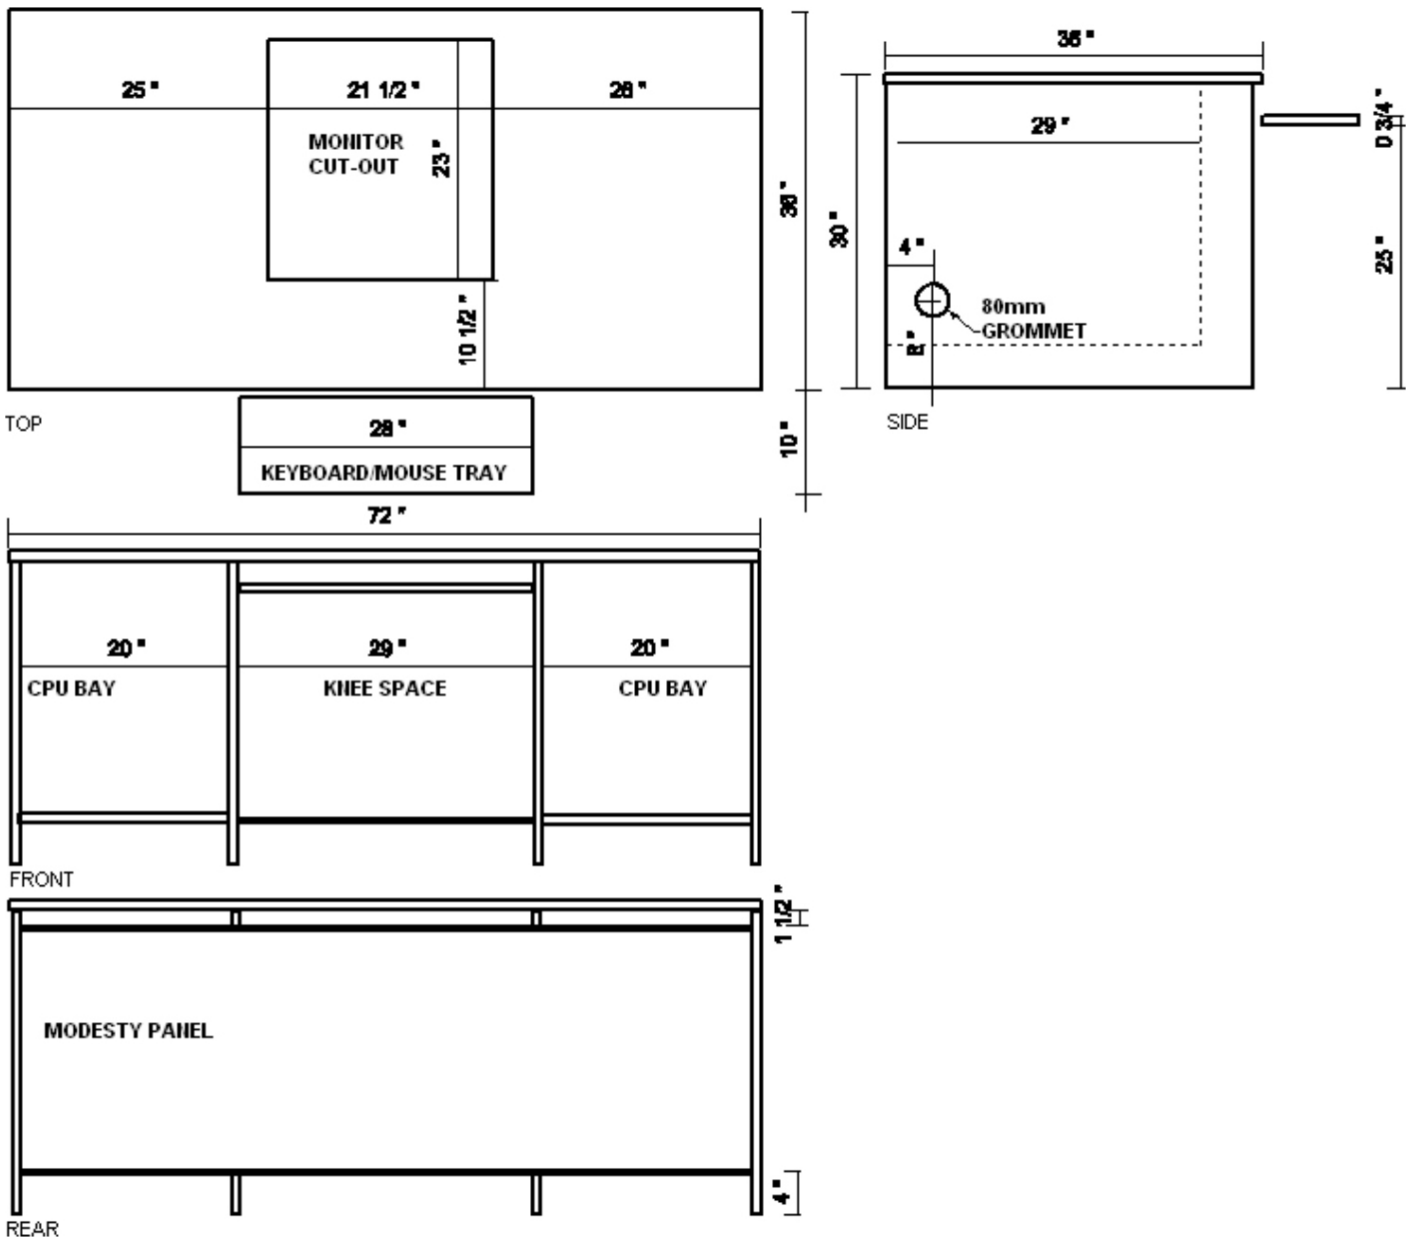 25 "
21 1/2 "
26 "
MONITOR
CUT-OUT
23 "
36 "
10 1/2 "
TOP
28 "
KEYBOARD/MOUSE TRAY
10 "
36 "
29 "
0 3/4 "
30 "
25 "
4 "
80mm
GROMMET
SIDE
72 "
20 "
29 "
20 "
CPU BAY
KNEE SPACE
CPU BAY
FRONT
1 1/2 "
MODESTY PANEL
4 "
REAR